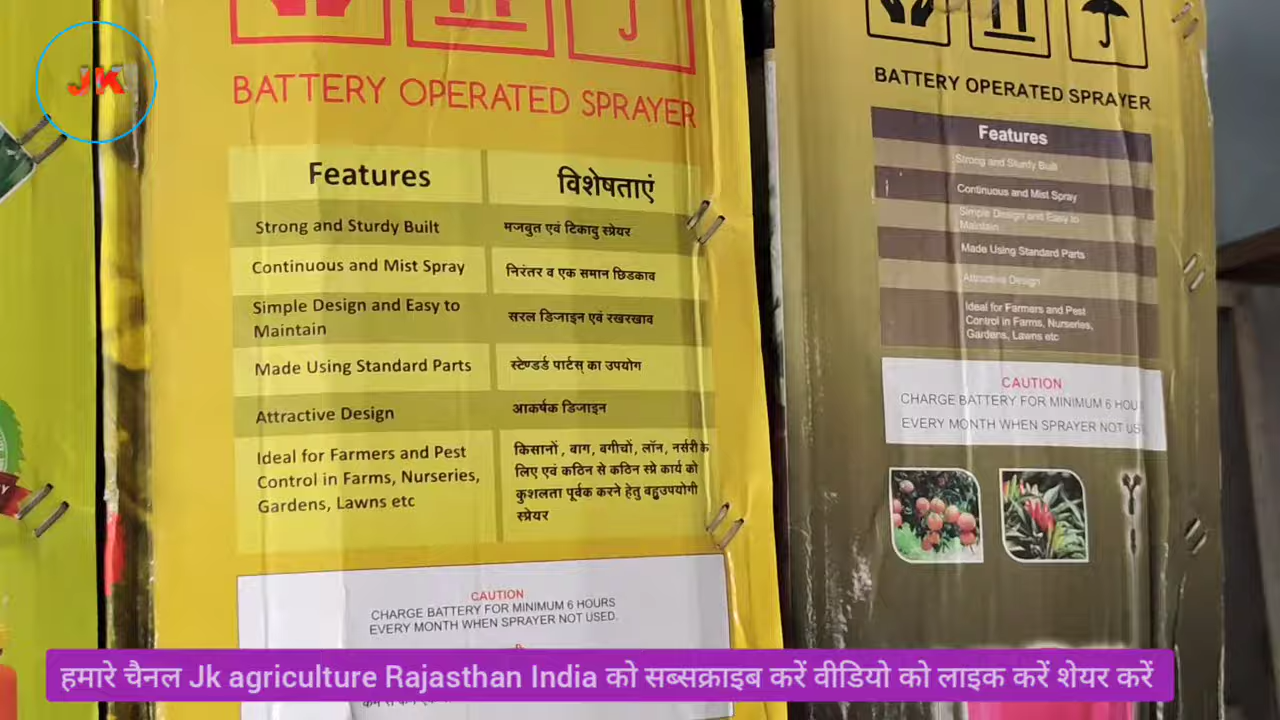 JK
BATTERY OPERATED SPRAYER
Features
विशेषताएं
Strong and Sturdy Built
मजबुत एवं टिकावु स्प्रेयर
Continuous and Mist Spray
निरंतर व एक समान छिडकाव
Simple Design and Easy to
Maintain
सरल डिजाइन एवं रखरखाव
Made Using Standard Parts
स्टेण्डर्ड पार्टस् का उपयोग
Attractive Design
आकर्षक डिजाइन
Ideal for Farmers and Pest
Control in Farms, Nurseries,
Gardens, Lawns etc
किसानों, बाग, बगीचों, लॉन, नर्सरी के
लिए एवं कठिन से कठिन स्प्रे कार्य को
कुशलता पूर्वक करने हेतु बहुउपयोगी
स्प्रेयर
CAUTION
CHARGE BATTERY FOR MINIMUM 6 HOURS
EVERY MONTH WHEN SPRAYER NOT USED.
BATTERY OPERATED SPRAYER
Features
Strong and Sturdy Built
Continuous and Mist Spray
Simple Design and Easy to
Maintain
Made Using Standard Parts
Attractive Design
Ideal for Farmers and Pest
Control in Farms, Nurseries,
Gardens, Lawns etc
CAUTION
CHARGE BATTERY FOR MINIMUM 6 HOU
EVERY MONTH WHEN SPRAYER NOT US
हमारे चैनल Jk agriculture Rajasthan India को सब्सक्राइब करें वीडियो को लाइक करें शेयर करें